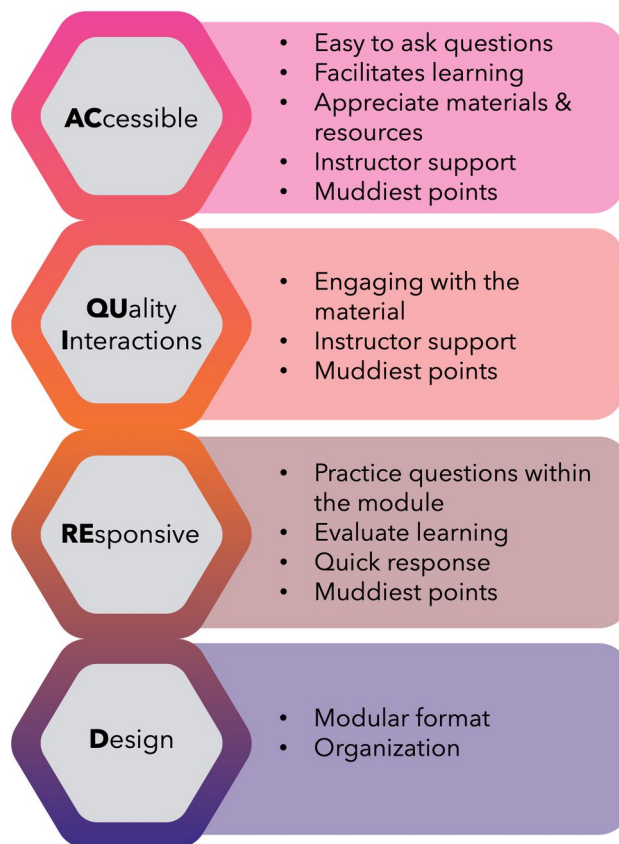 ACcessible
• Easy to ask questions
• Facilitates learning
• Appreciate materials &
resources
• Instructor support
• Muddiest points
QUality
Interactions
• Engaging with the
material
• Instructor support
• Muddiest points
REsponsive
• Practice questions within
the module
• Evaluate learning
• Quick response
• Muddiest points
Design
• Modular format
• Organization